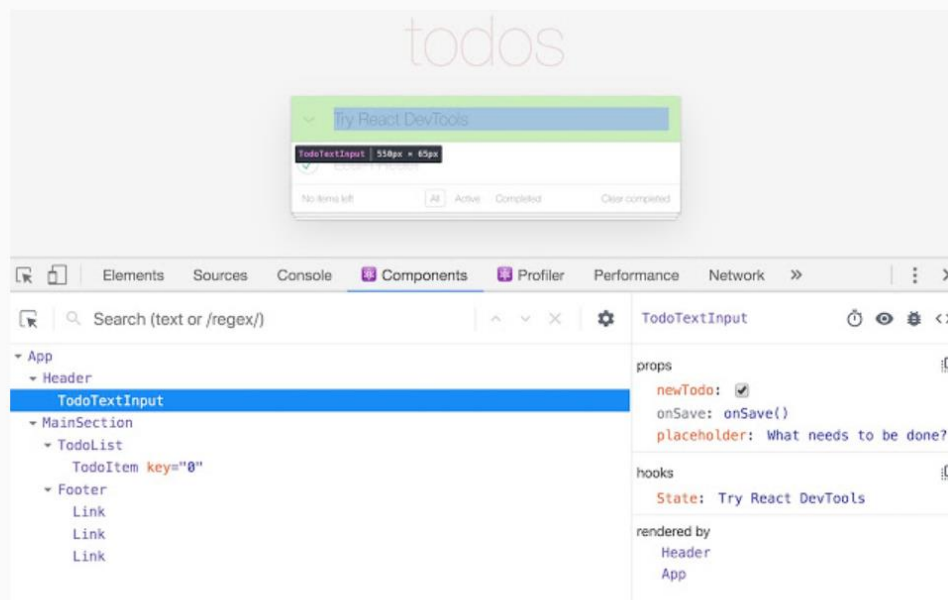 todos
Try React DevTools
TodoTextInput | 550px × 65px
No items left All Active Completed Clear completed
Elements Sources Console Components Profiler Performance Network »
Search (text or /regex/)
App
Header
TodoTextInput
MainSection
TodoList
TodoItem key="0"
Footer
Link
Link
Link
TodoTextInput
props
newTodo:
onSave: onSave()
placeholder: What needs to be done?
hooks
State: Try React DevTools
rendered by
Header
App